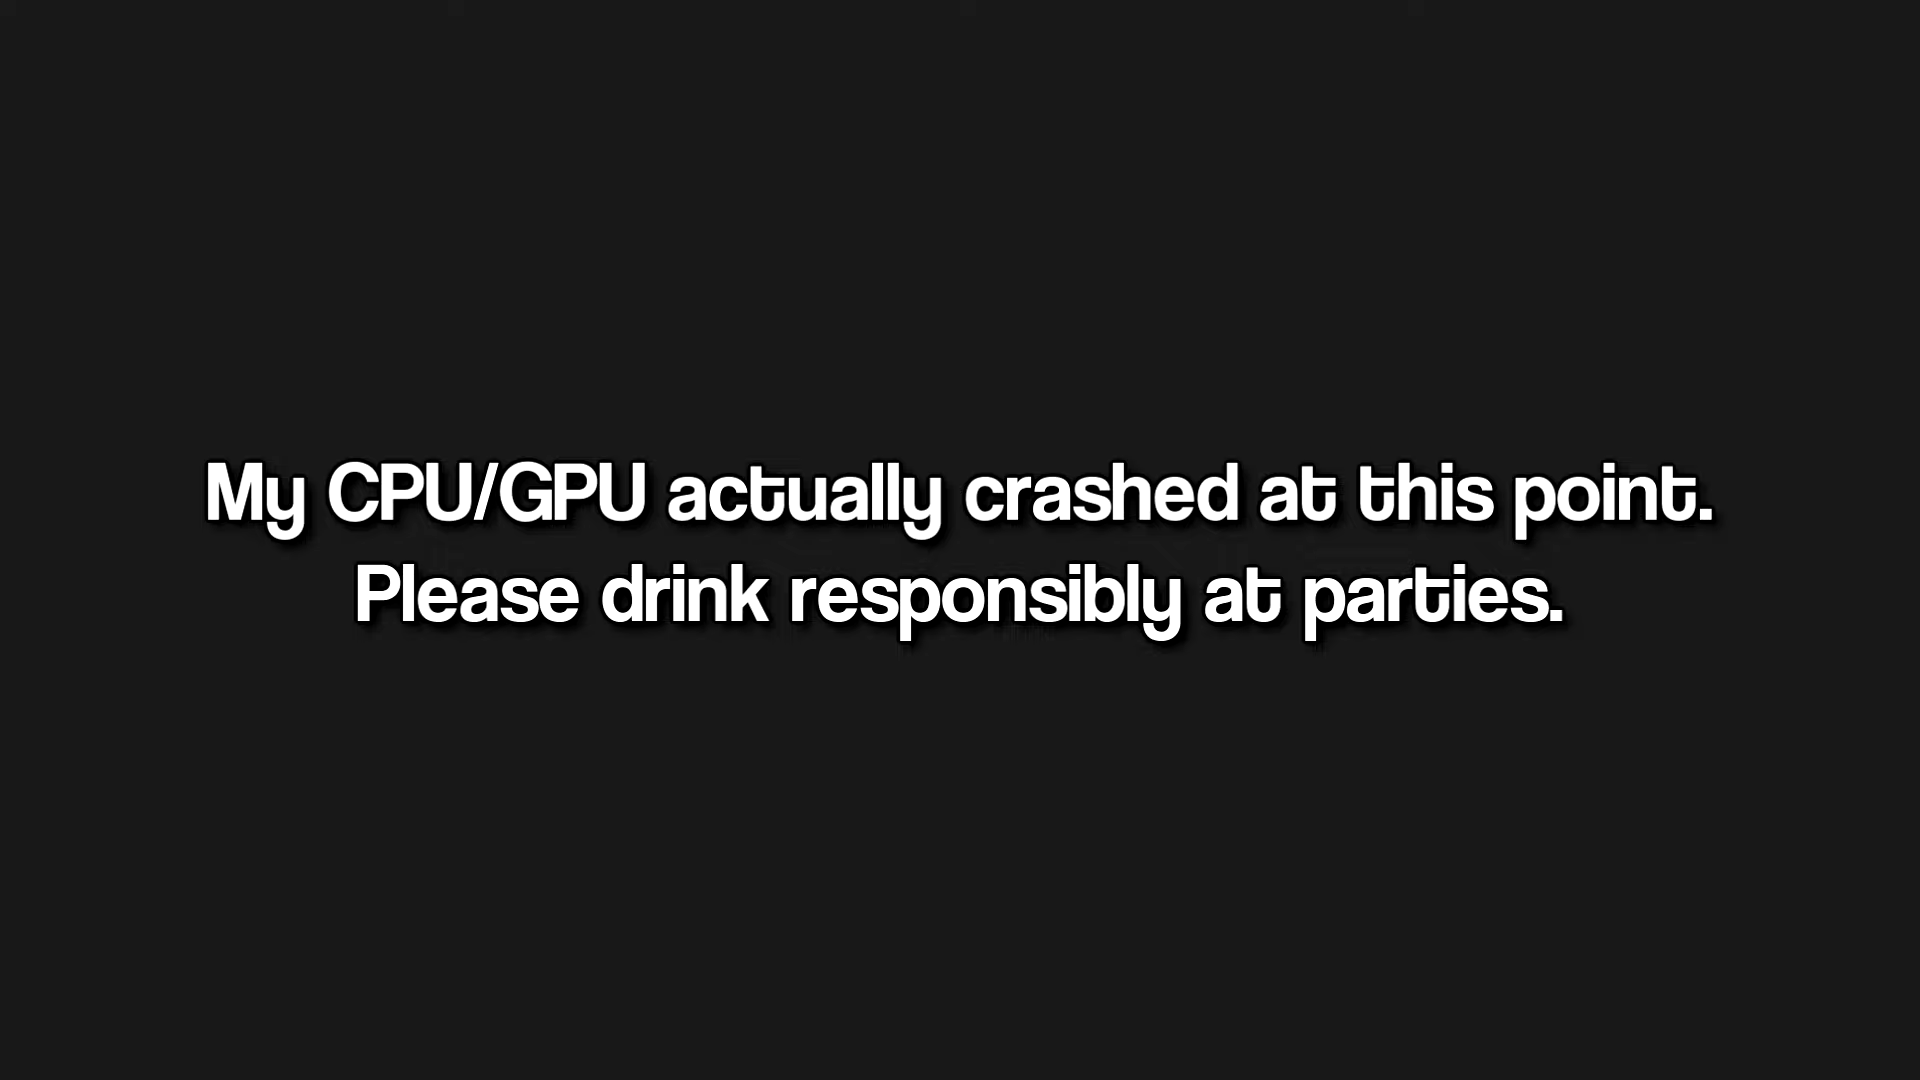 My CPU/GPU actually crashed at this point.
Please drink responsibly at parties.